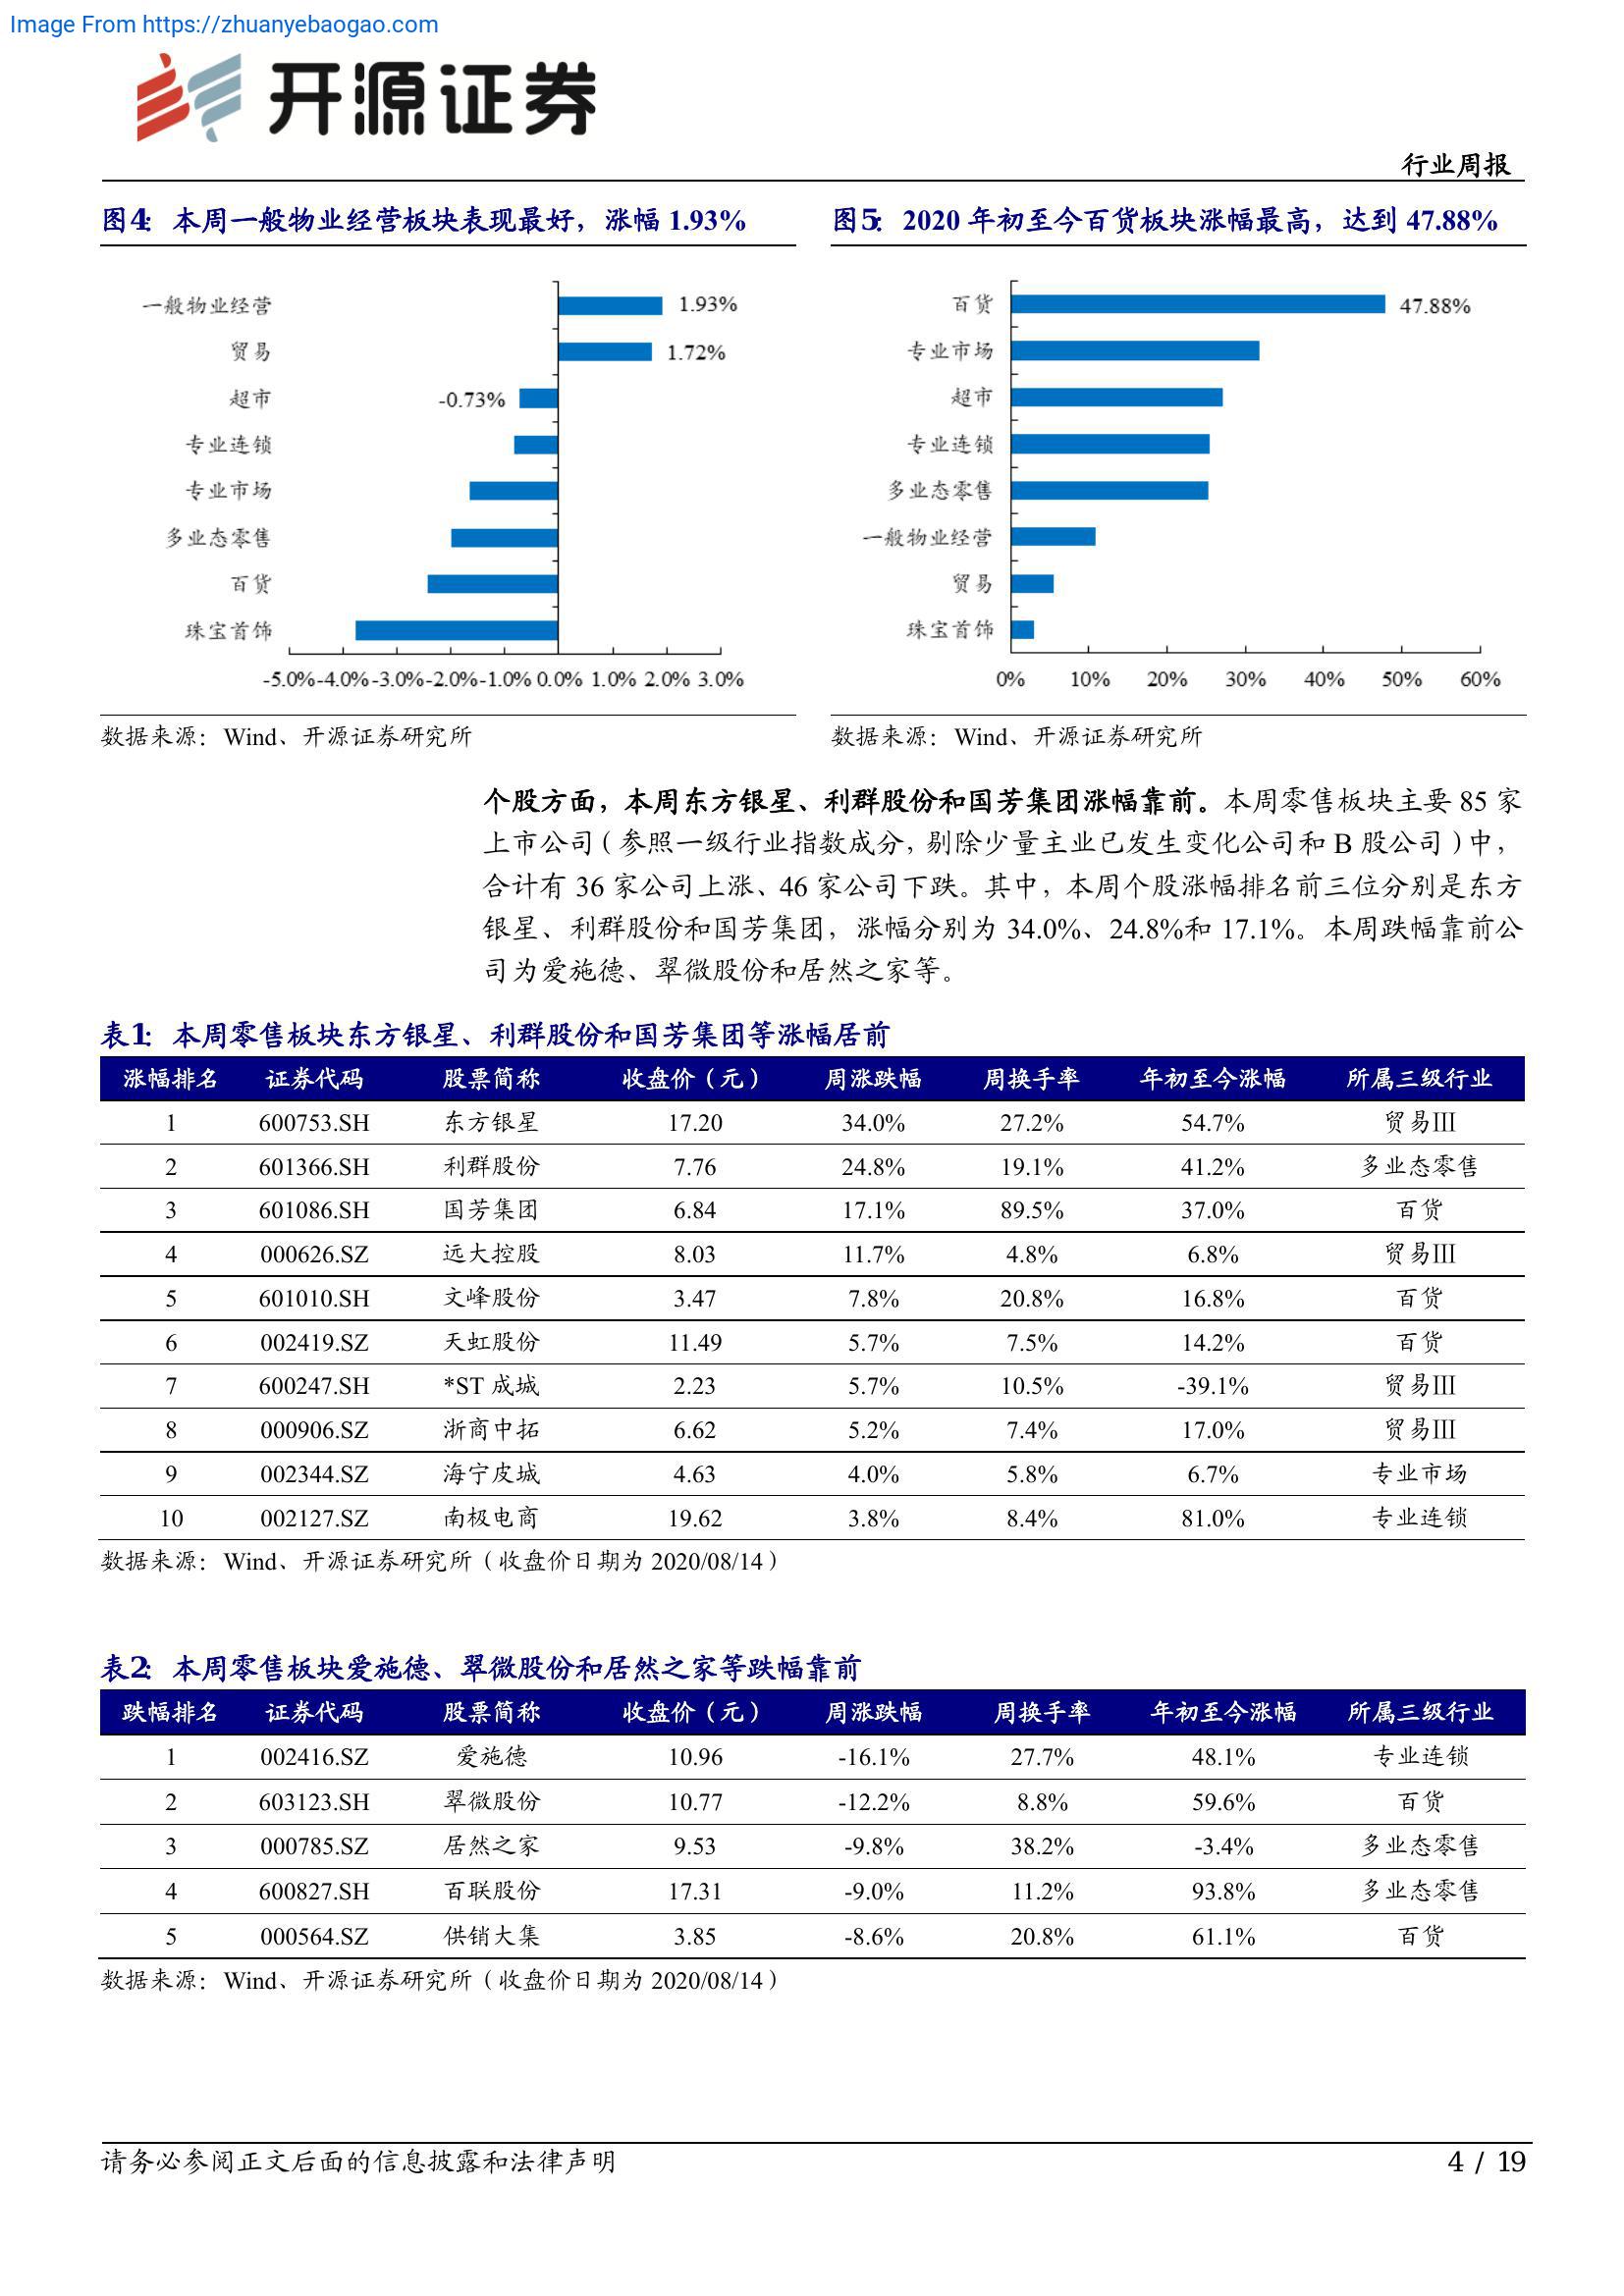 Image From https://zhuanyebaogao.com
开源证券
行业周报
图4：本周一般物业经营板块表现最好，涨幅 1.93%
一般物业经营 1.93%
贸易 1.72%
超市 -0.73%
专业连锁
专业市场
多业态零售
百货
珠宝首饰
-5.0% -4.0% -3.0% -2.0% -1.0% 0.0% 1.0% 2.0% 3.0%
数据来源：Wind、开源证券研究所
图5：2020 年初至今百货板块涨幅最高，达到 47.88%
百货 47.88%
专业市场
超市
专业连锁
多业态零售
一般物业经营
贸易
珠宝首饰
0% 10% 20% 30% 40% 50% 60%
数据来源：Wind、开源证券研究所
个股方面，本周东方银星、利群股份和国芳集团涨幅靠前。本周零售板块主要 85 家
上市公司（参照一级行业指数成分，剔除少量主业已发生变化公司和 B 股公司）中，
合计有 36 家公司上涨、46 家公司下跌。其中，本周个股涨幅排名前三位分别是东方
银星、利群股份和国芳集团，涨幅分别为 34.0%、24.8%和 17.1%。本周跌幅靠前公
司为爱施德、翠微股份和居然之家等。
表1：本周零售板块东方银星、利群股份和国芳集团等涨幅居前
涨幅排名 证券代码 股票简称 收盘价（元） 周涨跌幅 周换手率 年初至今涨幅 所属三级行业
1 600753.SH 东方银星 17.20 34.0% 27.2% 54.7% 贸易Ⅲ
2 601366.SH 利群股份 7.76 24.8% 19.1% 41.2% 多业态零售
3 601086.SH 国芳集团 6.84 17.1% 89.5% 37.0% 百货
4 000626.SZ 远大控股 8.03 11.7% 4.8% 6.8% 贸易Ⅲ
5 601010.SH 文峰股份 3.47 7.8% 20.8% 16.8% 百货
6 002419.SZ 天虹股份 11.49 5.7% 7.5% 14.2% 百货
7 600247.SH *ST 成城 2.23 5.7% 10.5% -39.1% 贸易Ⅲ
8 000906.SZ 浙商中拓 6.62 5.2% 7.4% 17.0% 贸易Ⅲ
9 002344.SZ 海宁皮城 4.63 4.0% 5.8% 6.7% 专业市场
10 002127.SZ 南极电商 19.62 3.8% 8.4% 81.0% 专业连锁
数据来源：Wind、开源证券研究所（收盘价日期为 2020/08/14）
表2：本周零售板块爱施德、翠微股份和居然之家等跌幅靠前
跌幅排名 证券代码 股票简称 收盘价（元） 周涨跌幅 周换手率 年初至今涨幅 所属三级行业
1 002416.SZ 爱施德 10.96 -16.1% 27.7% 48.1% 专业连锁
2 603123.SH 翠微股份 10.77 -12.2% 8.8% 59.6% 百货
3 000785.SZ 居然之家 9.53 -9.8% 38.2% -3.4% 多业态零售
4 600827.SH 百联股份 17.31 -9.0% 11.2% 93.8% 多业态零售
5 000564.SZ 供销大集 3.85 -8.6% 20.8% 61.1% 百货
数据来源：Wind、开源证券研究所（收盘价日期为 2020/08/14）
请务必参阅正文后面的信息披露和法律声明
4 / 19